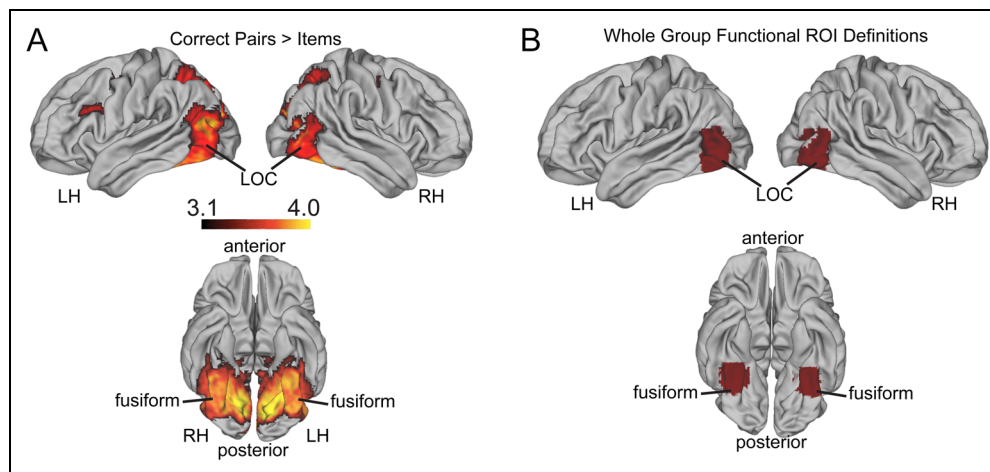 A
Correct Pairs > Items
LOC
LH
RH
3.1 4.0
anterior
fusiform
fusiform
RH
LH
posterior
B
Whole Group Functional ROI Definitions
LOC
LH
RH
anterior
fusiform
fusiform
posterior